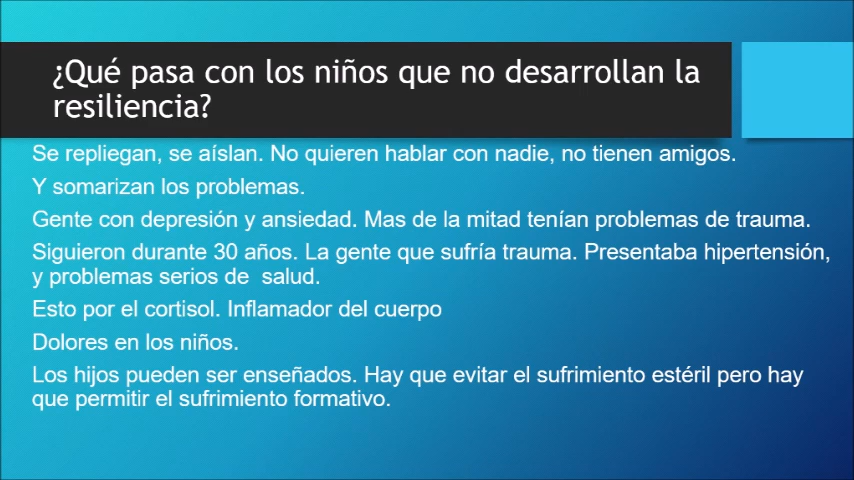 ¿Qué pasa con los niños que no desarrollan la
resiliencia?
Se repliegan, se aíslan. No quieren hablar con nadie, no tienen amigos.
Y somarizan los problemas.
Gente con depresión y ansiedad. Mas de la mitad tenían problemas de trauma.
Siguieron durante 30 años. La gente que sufría trauma. Presentaba hipertensión,
y problemas serios de  salud.
Esto por el cortisol. Inflamador del cuerpo
Dolores en los niños.
Los hijos pueden ser enseñados. Hay que evitar el sufrimiento estéril pero hay
que permitir el sufrimiento formativo.